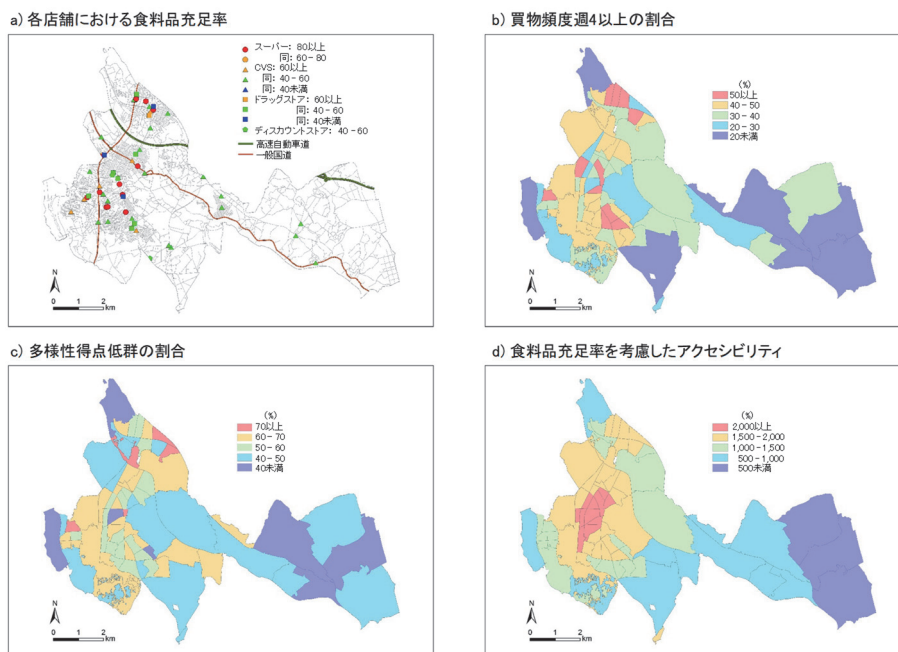 a) 各店舗における食料品充足率
スーパー: 80以上
同: 60-80
CVS: 60以上
同: 40-60
同: 40未満
ドラッグストア: 60以上
同: 40-60
同: 40未満
ディスカウントストア: 40-60
高速自動車道
一般国道
N
0 1 2
km
b) 買物頻度週4以上の割合
(%)
50以上
40-50
30-40
20-30
20未満
N
0 1 2
km
c) 多様性得点低群の割合
(%)
70以上
60-70
50-60
40-50
40未満
N
0 1 2
km
d) 食料品充足率を考慮したアクセシビリティ
(%)
2,000以上
1,500-2,000
1,000-1,500
500-1,000
500未満
N
0 1 2
km